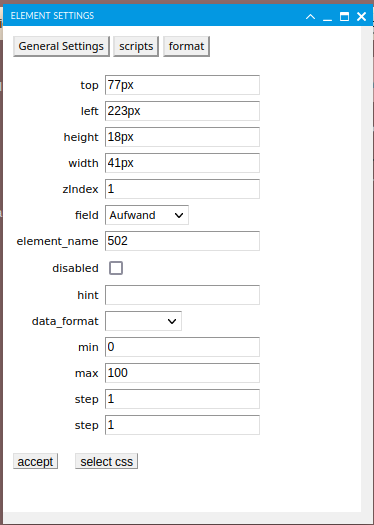 ELEMENT SETTINGS
General Settings scripts format
top 77px
left 223px
height 18px
width 41px
zIndex 1
field Aufwand
element_name 502
disabled
hint
data_format
min 0
max 100
step 1
step 1
accept select css